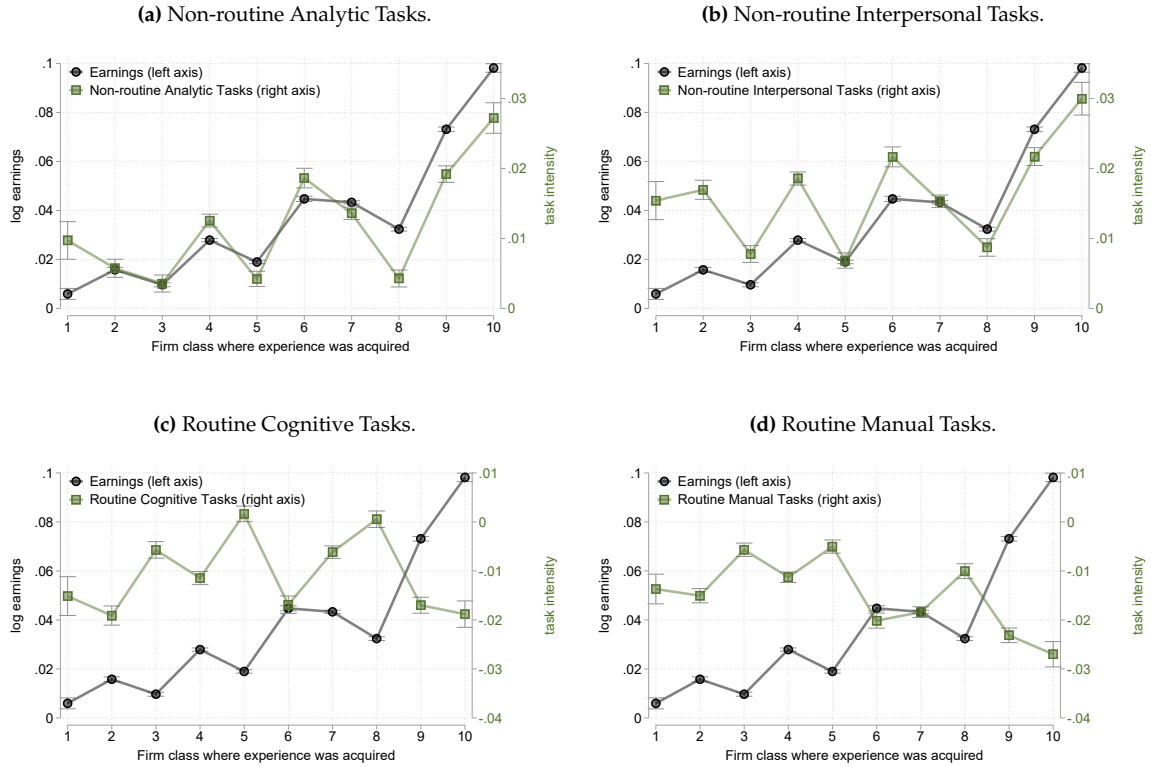 (a) Non-routine Analytic Tasks.
Earnings (left axis)
Non-routine Analytic Tasks (right axis)
log earnings
.1
.08
.06
.04
.02
0
task intensity
.03
.02
.01
0
1 2 3 4 5 6 7 8 9 10
Firm class where experience was acquired
(b) Non-routine Interpersonal Tasks.
Earnings (left axis)
Non-routine Interpersonal Tasks (right axis)
log earnings
.1
.08
.06
.04
.02
0
task intensity
.03
.02
.01
0
1 2 3 4 5 6 7 8 9 10
Firm class where experience was acquired
(c) Routine Cognitive Tasks.
Earnings (left axis)
Routine Cognitive Tasks (right axis)
log earnings
.1
.08
.06
.04
.02
0
task intensity
.01
0
-.01
-.02
-.03
-.04
1 2 3 4 5 6 7 8 9 10
Firm class where experience was acquired
(d) Routine Manual Tasks.
Earnings (left axis)
Routine Manual Tasks (right axis)
log earnings
.1
.08
.06
.04
.02
0
task intensity
.01
0
-.01
-.02
-.03
-.04
1 2 3 4 5 6 7 8 9 10
Firm class where experience was acquired